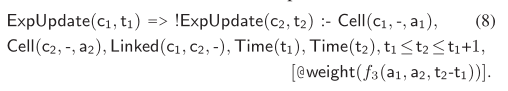 ExpUpdate(c₁, t₁) => !ExpUpdate(c₂, t₂) :- Cell(c₁, -, a₁), (8)
Cell(c₂, -, a₂), Linked(c₁, c₂, -), Time(t₁), Time(t₂), t₁ ≤ t₂ ≤ t₁+1,
[@weight(f₃(a₁, a₂, t₂-t₁))].